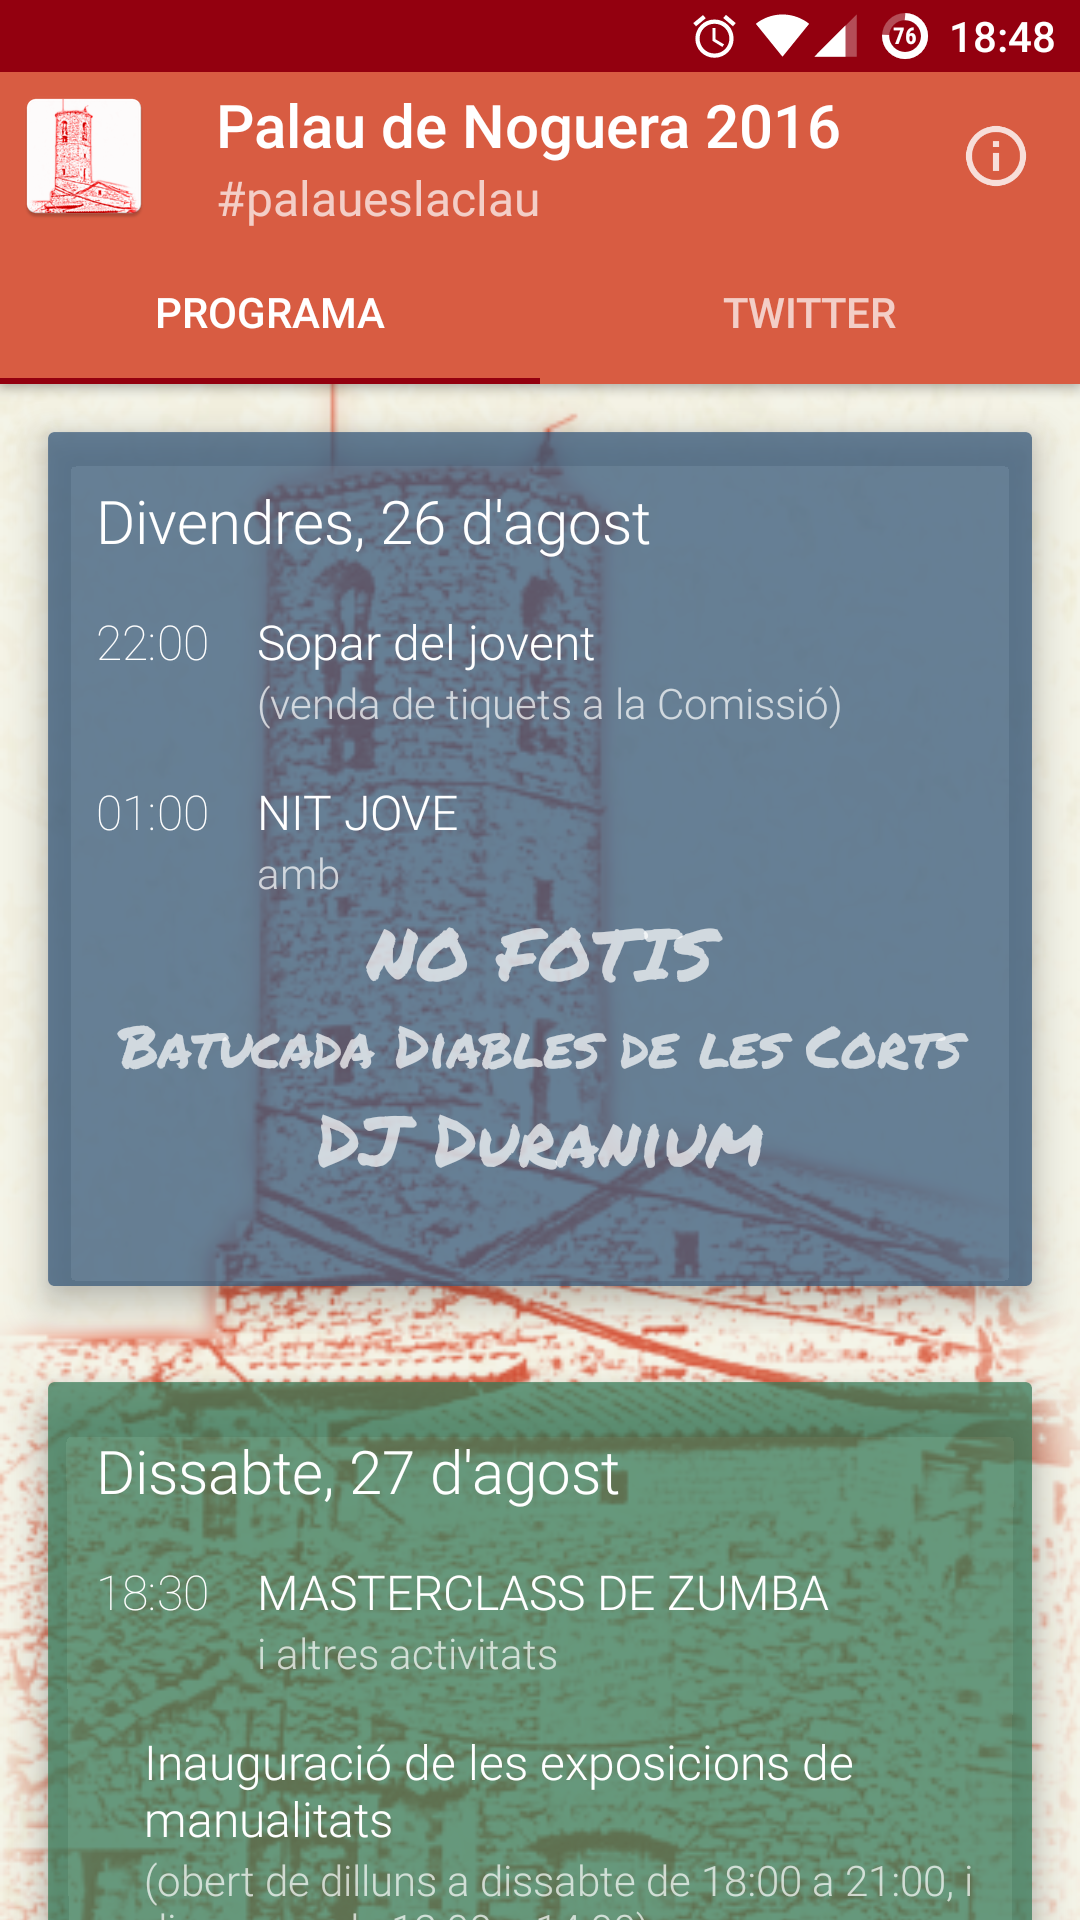 76 18:48
Palau de Noguera 2016
#palaueslaclau
PROGRAMA TWITTER
Divendres, 26 d'agost
22:00 Sopar del jovent
(venda de tiquets a la Comissió)
01:00 NIT JOVE
amb
NO FOTIS
Batucada Diables de les Corts
DJ Duranium
Dissabte, 27 d'agost
18:30 MASTERCLASS DE ZUMBA
i altres activitats
Inauguració de les exposicions de
manualitats
(obert de dilluns a dissabte de 18:00 a 21:00, i